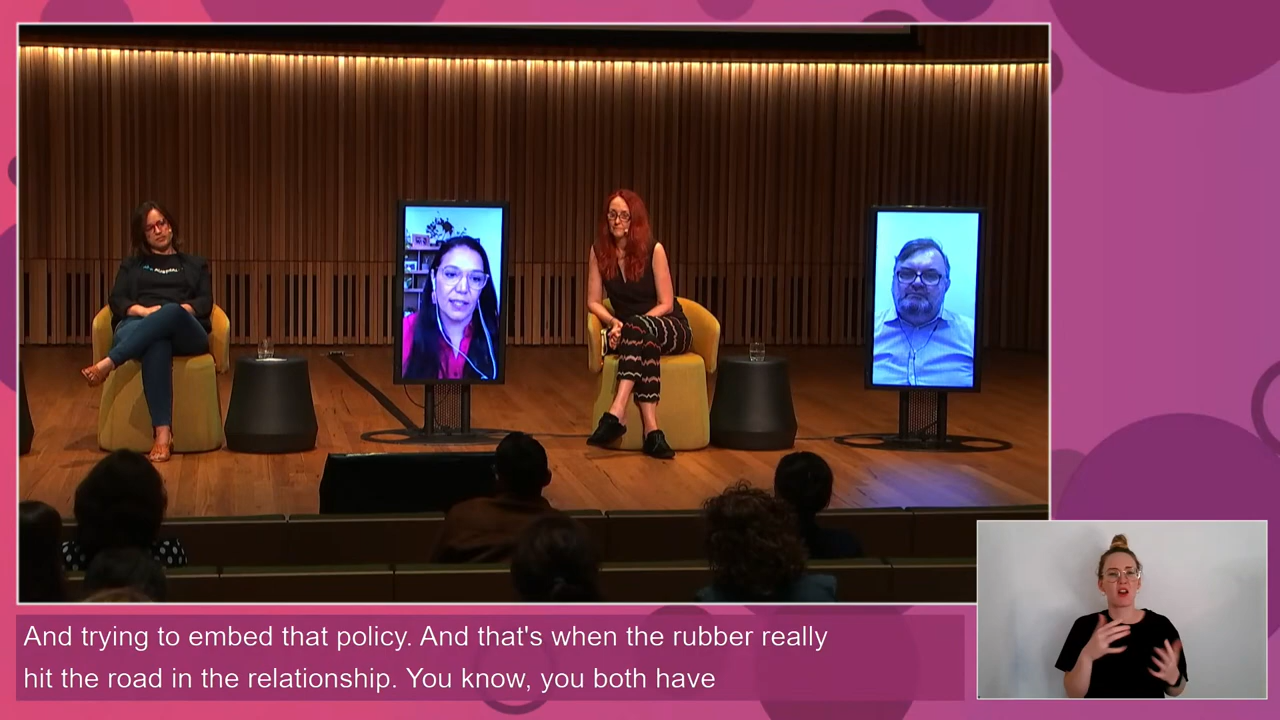 And trying to embed that policy. And that's when the rubber really
hit the road in the relationship. You know, you both have